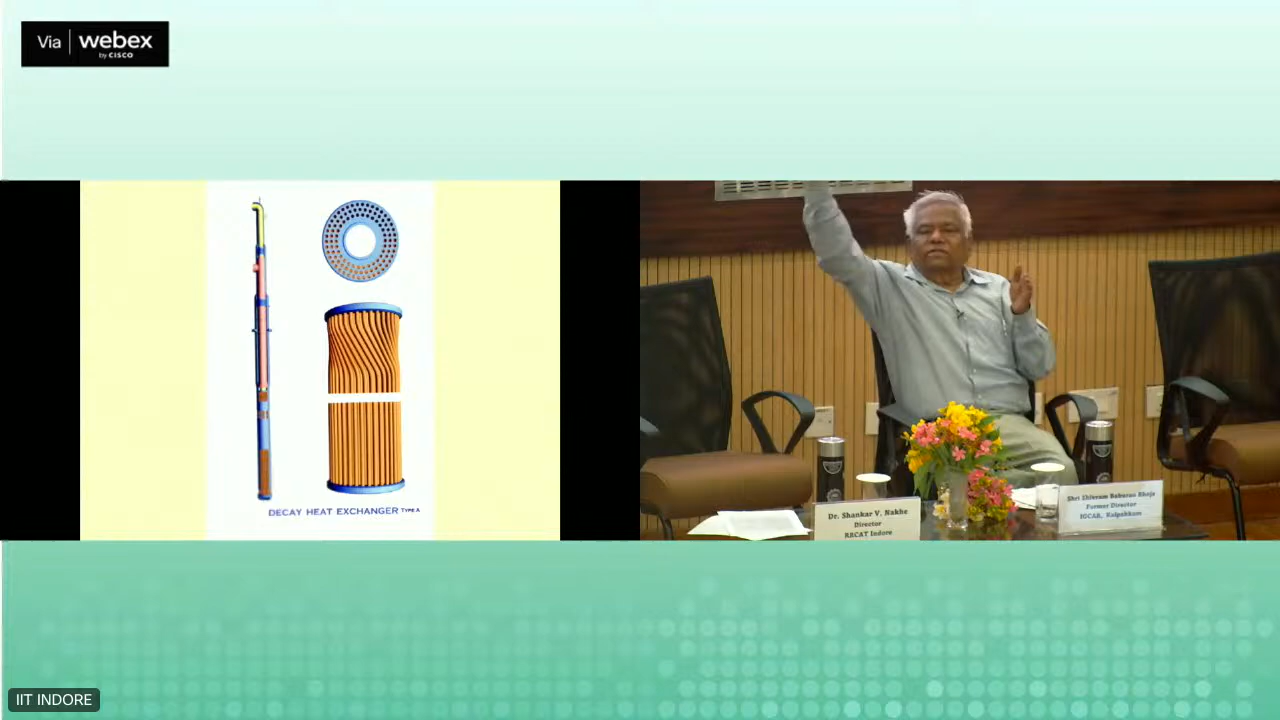 Via | webex
by CISCO
DECAY HEAT EXCHANGER TYPE A
Dr. Shankar V. Nakhe
Director
RRCAT Indore
Shri Shivram Baburao Bhoje
Former Director
IGCAR, Kalpakkam
IIT INDORE